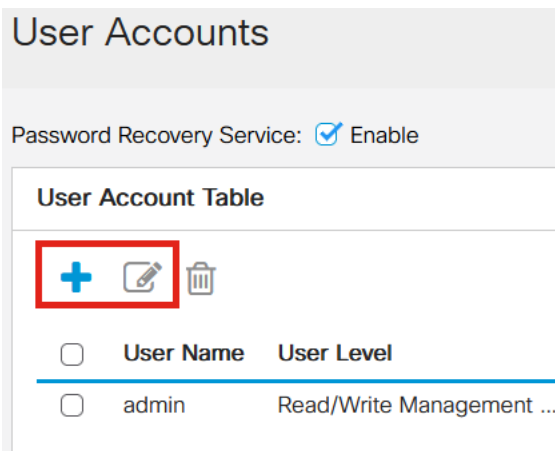 User Accounts
Password Recovery Service: Enable
User Account Table
User Name User Level
admin Read/Write Management ...